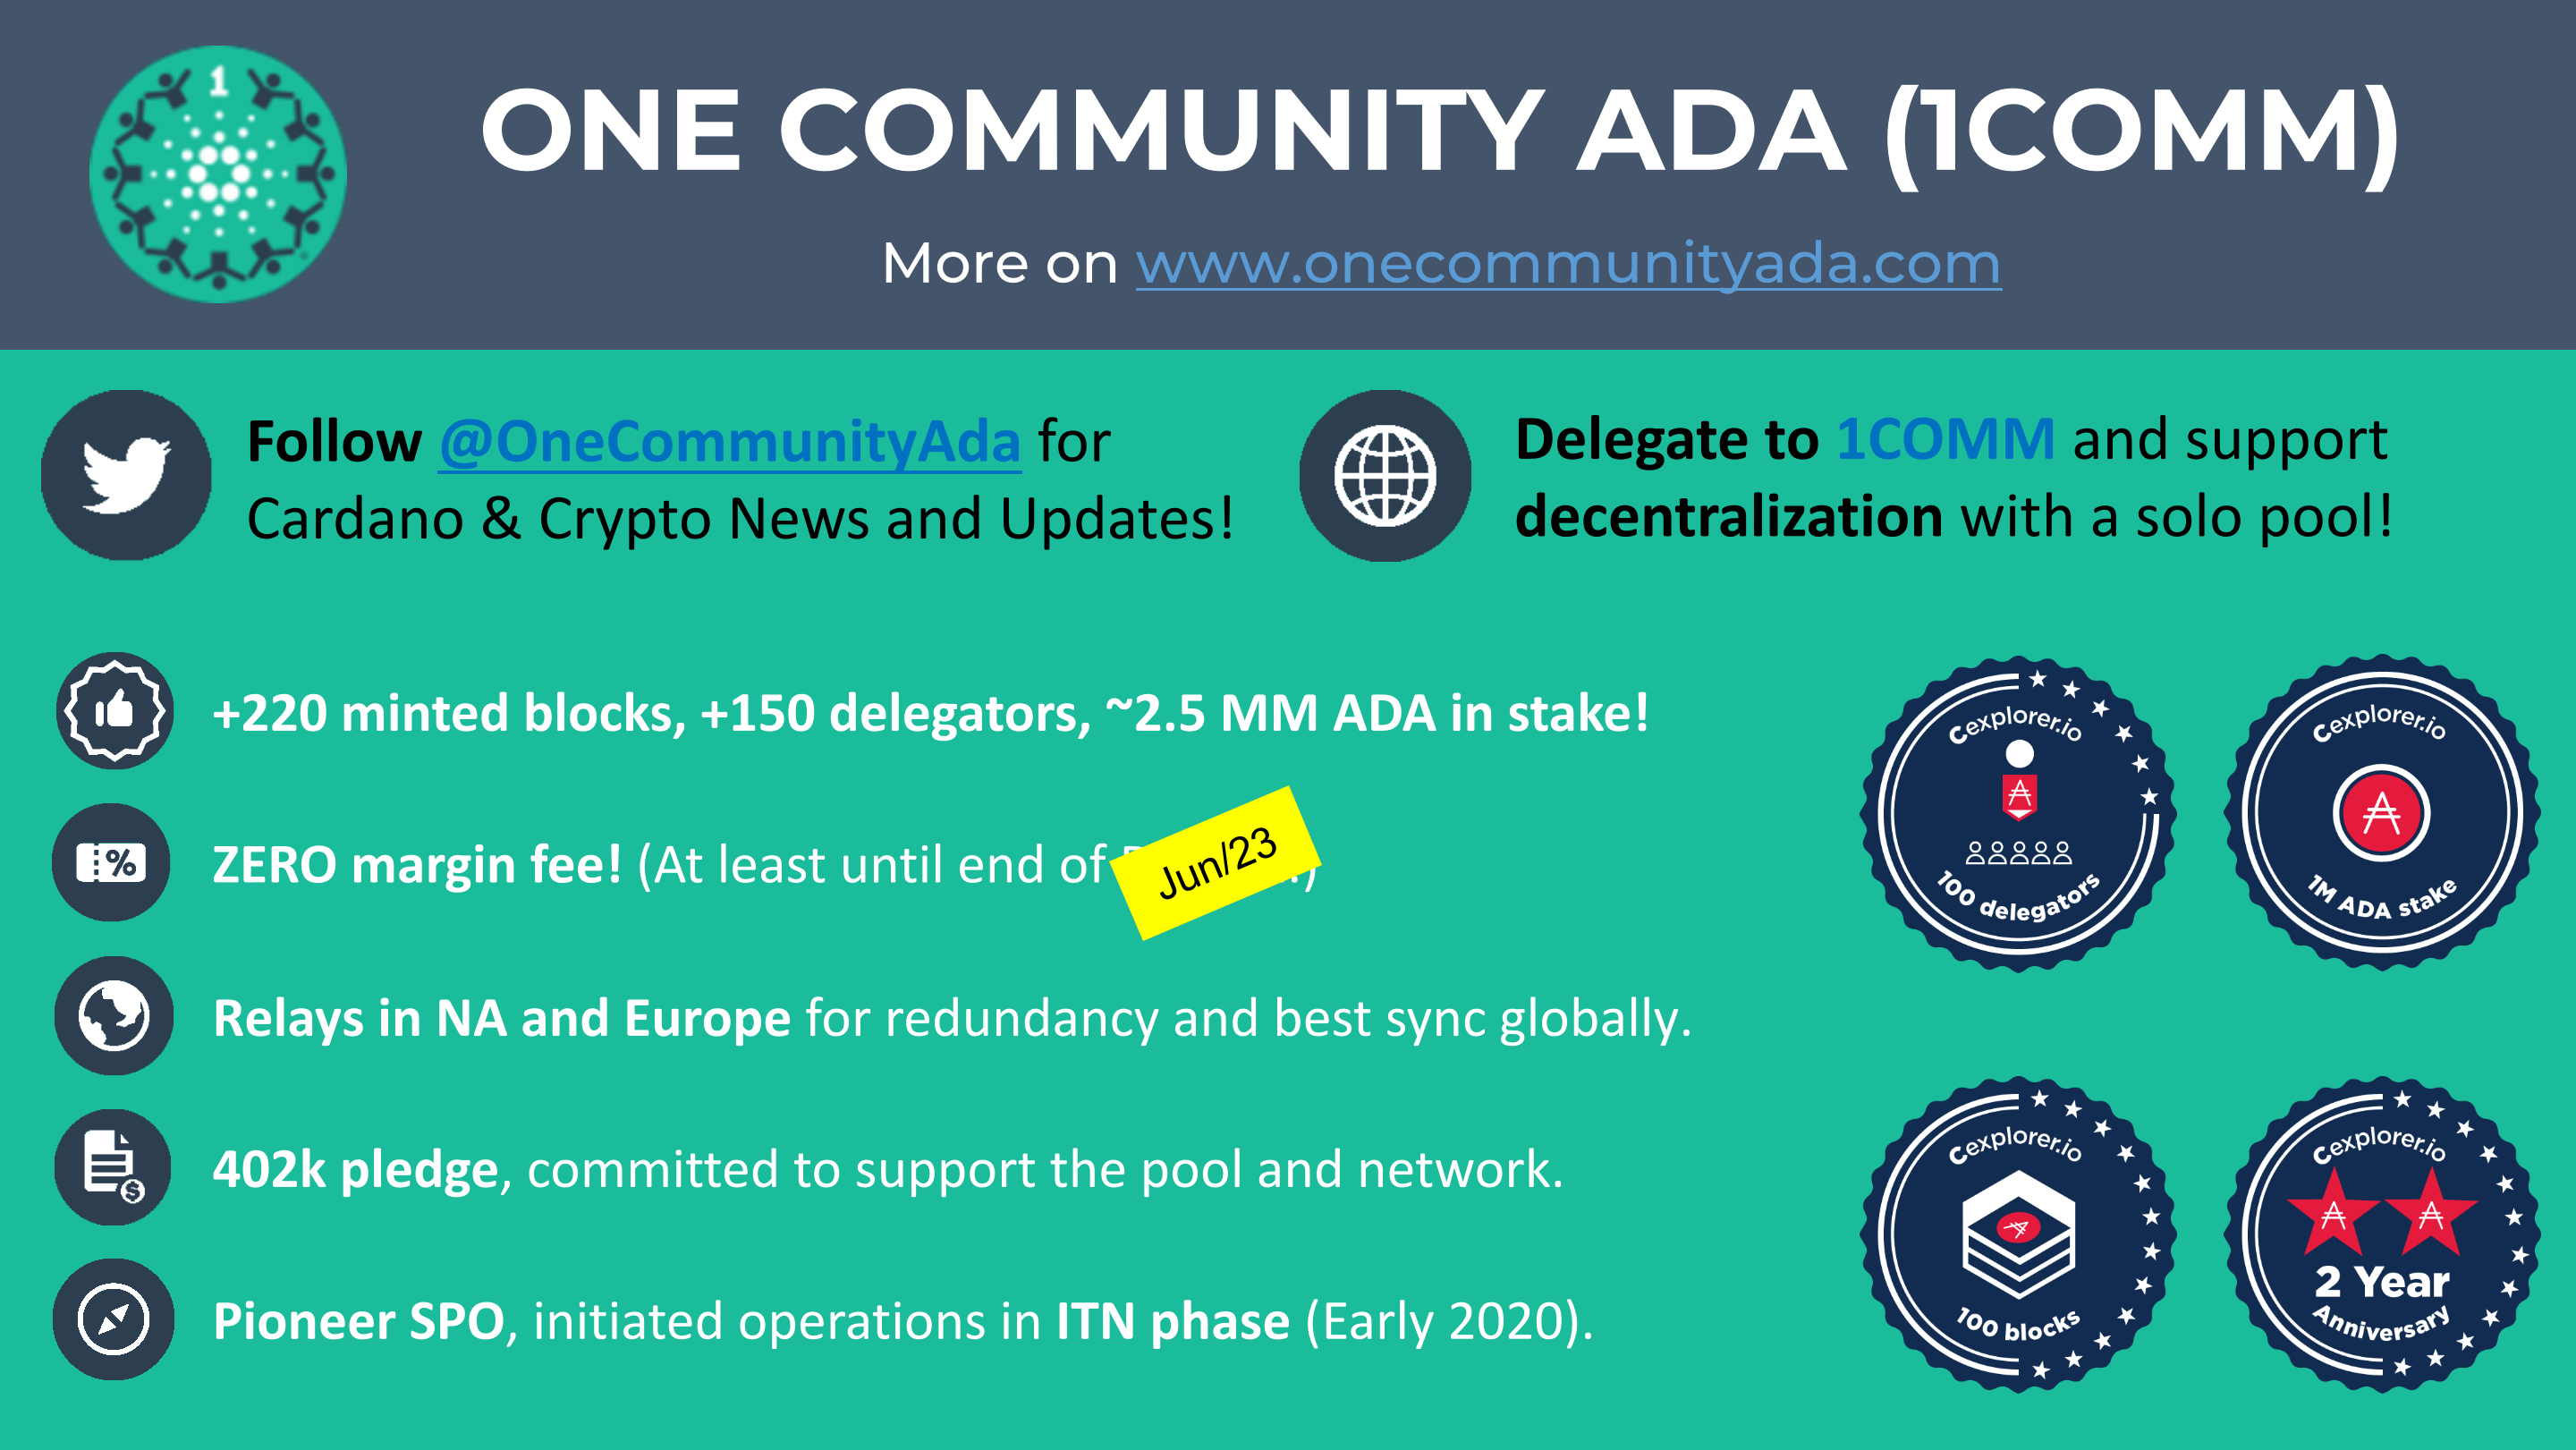 1
ONE COMMUNITY ADA (1COMM)
More on www.onecommunityada.com
Follow @OneCommunityAda for
Cardano & Crypto News and Updates!
Delegate to 1COMM and support
decentralization with a solo pool!
+220 minted blocks, +150 delegators, ~2.5 MM ADA in stake!
ZERO margin fee! (At least until end of
Jun/23
Relays in NA and Europe for redundancy and best sync globally.
402k pledge, committed to support the pool and network.
Pioneer SPO, initiated operations in ITN phase (Early 2020).
Cexplorer.io
100 delegators
Cexplorer.io
1M ADA stake
Cexplorer.io
100 blocks
Cexplorer.io
2 Year
Anniversary